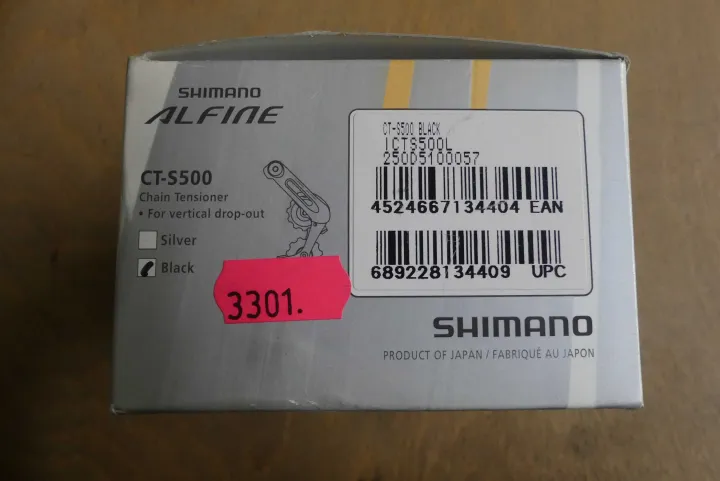 SHIMANO
ALFINE
CT-S500
Chain Tensioner
• For vertical drop-out
Silver
Black
3301.
CT-S500 BLACK
ICTS500L
250D5100057
4524667134404 EAN
689228134409 UPC
SHIMANO
PRODUCT OF JAPAN / FABRIQUÉ AU JAPON